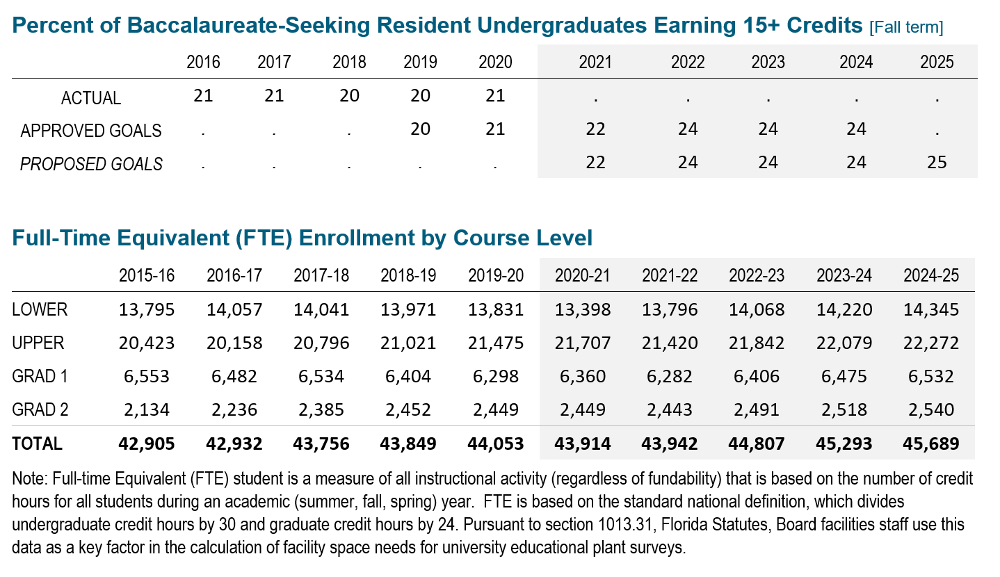 Percent of Baccalaureate-Seeking Resident Undergraduates Earning 15+ Credits [Fall term]
2016 2017 2018 2019 2020 2021 2022 2023 2024 2025
ACTUAL 21 21 20 20 21 . . . . .
APPROVED GOALS . . . 20 21 22 24 24 24 .
PROPOSED GOALS . . . . . 22 24 24 24 25
Full-Time Equivalent (FTE) Enrollment by Course Level
2015-16 2016-17 2017-18 2018-19 2019-20 2020-21 2021-22 2022-23 2023-24 2024-25
LOWER 13,795 14,057 14,041 13,971 13,831 13,398 13,796 14,068 14,220 14,345
UPPER 20,423 20,158 20,796 21,021 21,475 21,707 21,420 21,842 22,079 22,272
GRAD 1 6,553 6,482 6,534 6,404 6,298 6,360 6,282 6,406 6,475 6,532
GRAD 2 2,134 2,236 2,385 2,452 2,449 2,449 2,443 2,491 2,518 2,540
TOTAL 42,905 42,932 43,756 43,849 44,053 43,914 43,942 44,807 45,293 45,689
Note: Full-time Equivalent (FTE) student is a measure of all instructional activity (regardless of fundability) that is based on the number of credit
hours for all students during an academic (summer, fall, spring) year. FTE is based on the standard national definition, which divides
undergraduate credit hours by 30 and graduate credit hours by 24. Pursuant to section 1013.31, Florida Statutes, Board facilities staff use this
data as a key factor in the calculation of facility space needs for university educational plant surveys.